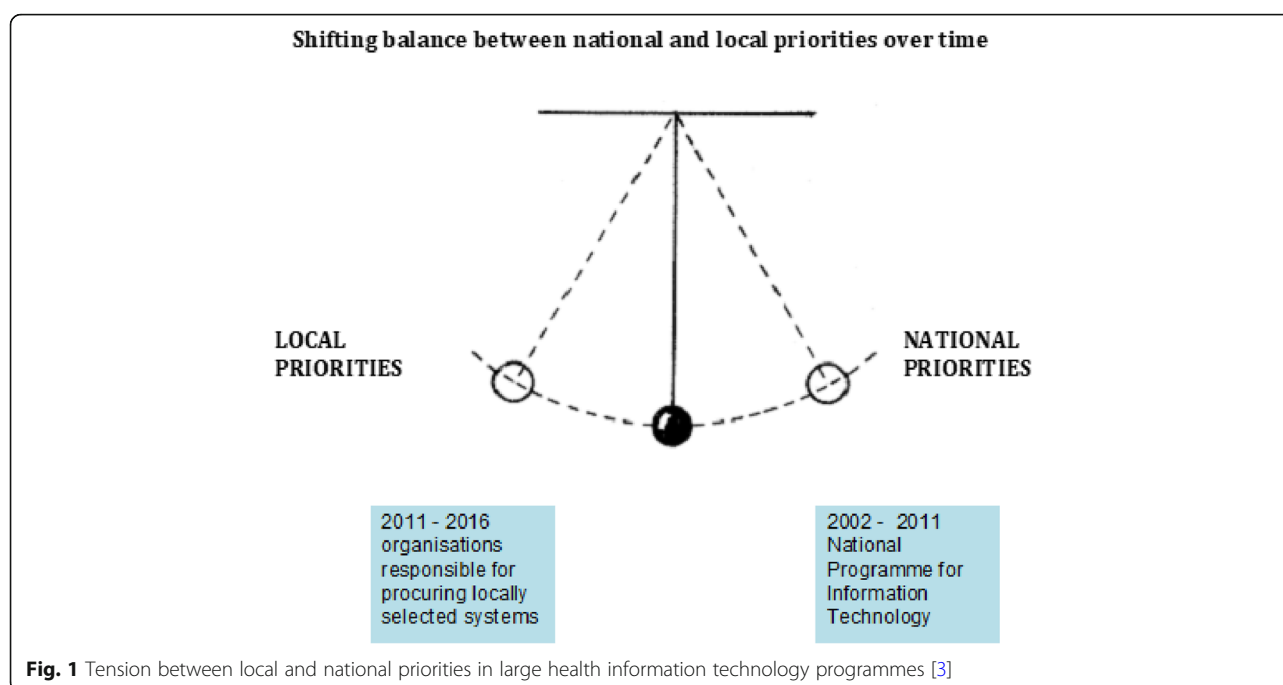 Shifting balance between national and local priorities over time
LOCAL
PRIORITIES
NATIONAL
PRIORITIES
2011 - 2016
organisations
responsible for
procuring locally
selected systems
2002 - 2011
National
Programme for
Information
Technology
Fig. 1 Tension between local and national priorities in large health information technology programmes [3]